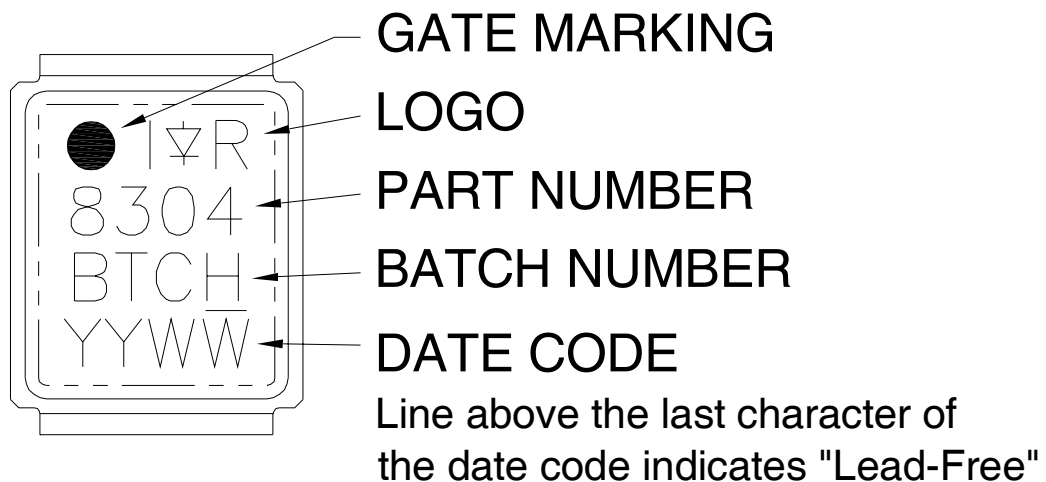 GATE MARKING
I R
LOGO
8304
PART NUMBER
BTCH
BATCH NUMBER
YYWW
DATE CODE
Line above the last character of
the date code indicates "Lead-Free"